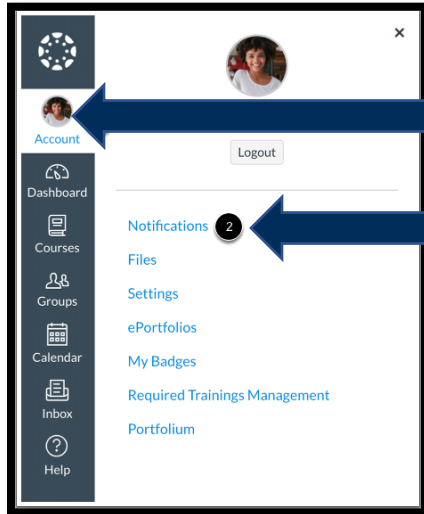 ×
Account
Logout
Dashboard
Notifications 2
Courses
Files
Groups
Settings
ePortfolios
Calendar
My Badges
Inbox
Required Trainings Management
Portfolium
?
Help